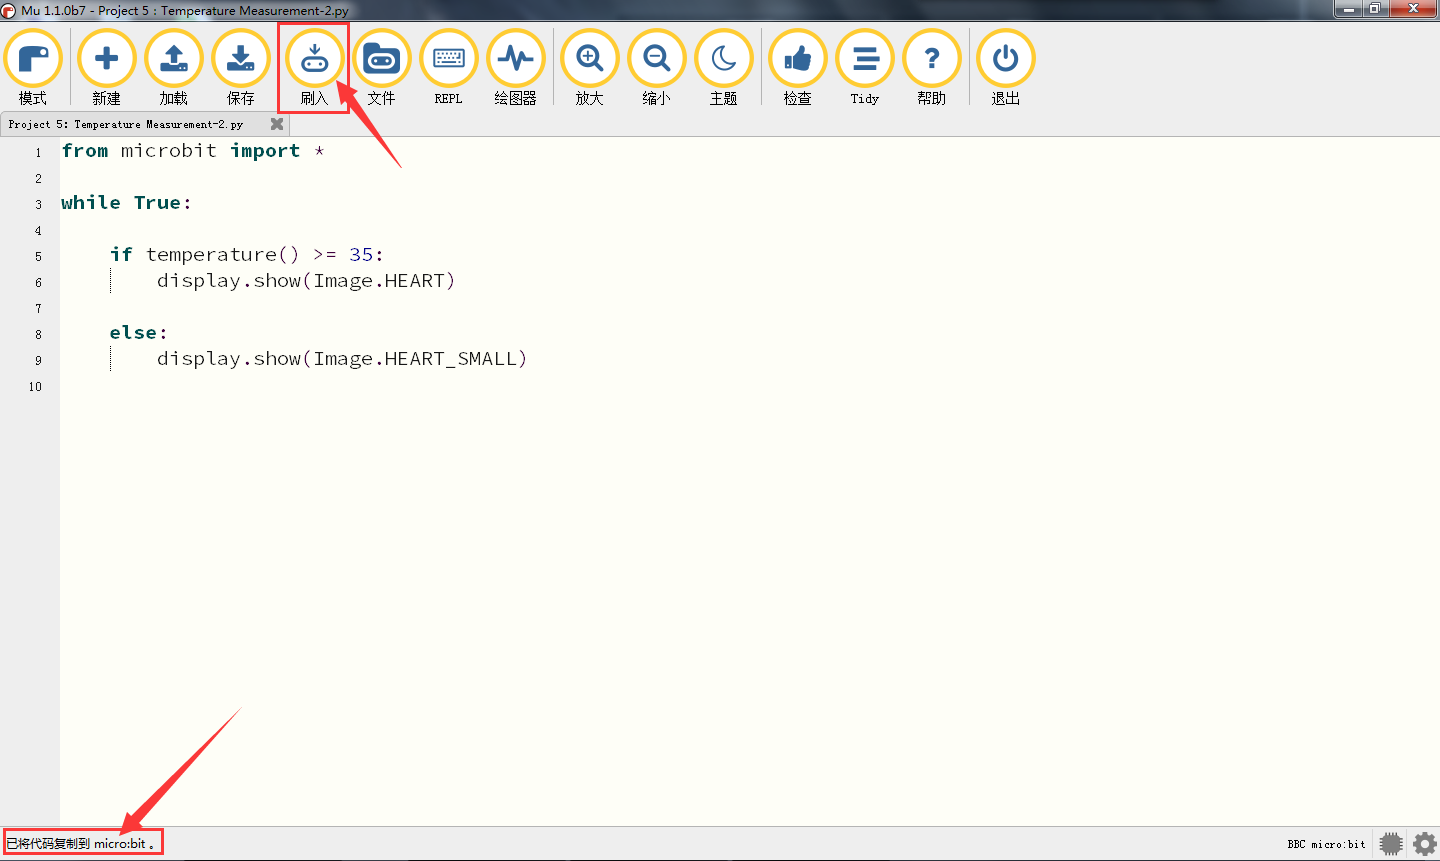 Mu 1.1.0b7 - Project 5 : Temperature Measurement-2.py
模式 新建 加载 保存 刷入 文件 REPL 绘图器 放大 缩小 主题 检查 Tidy 帮助 退出
Project 5: Temperature Measurement-2.py
1 from microbit import *
2
3 while True:
4
5 if temperature() >= 35:
6 display.show(Image.HEART)
7
8 else:
9 display.show(Image.HEART_SMALL)
10
已将代码复制到 micro:bit 。
BBC micro:bit